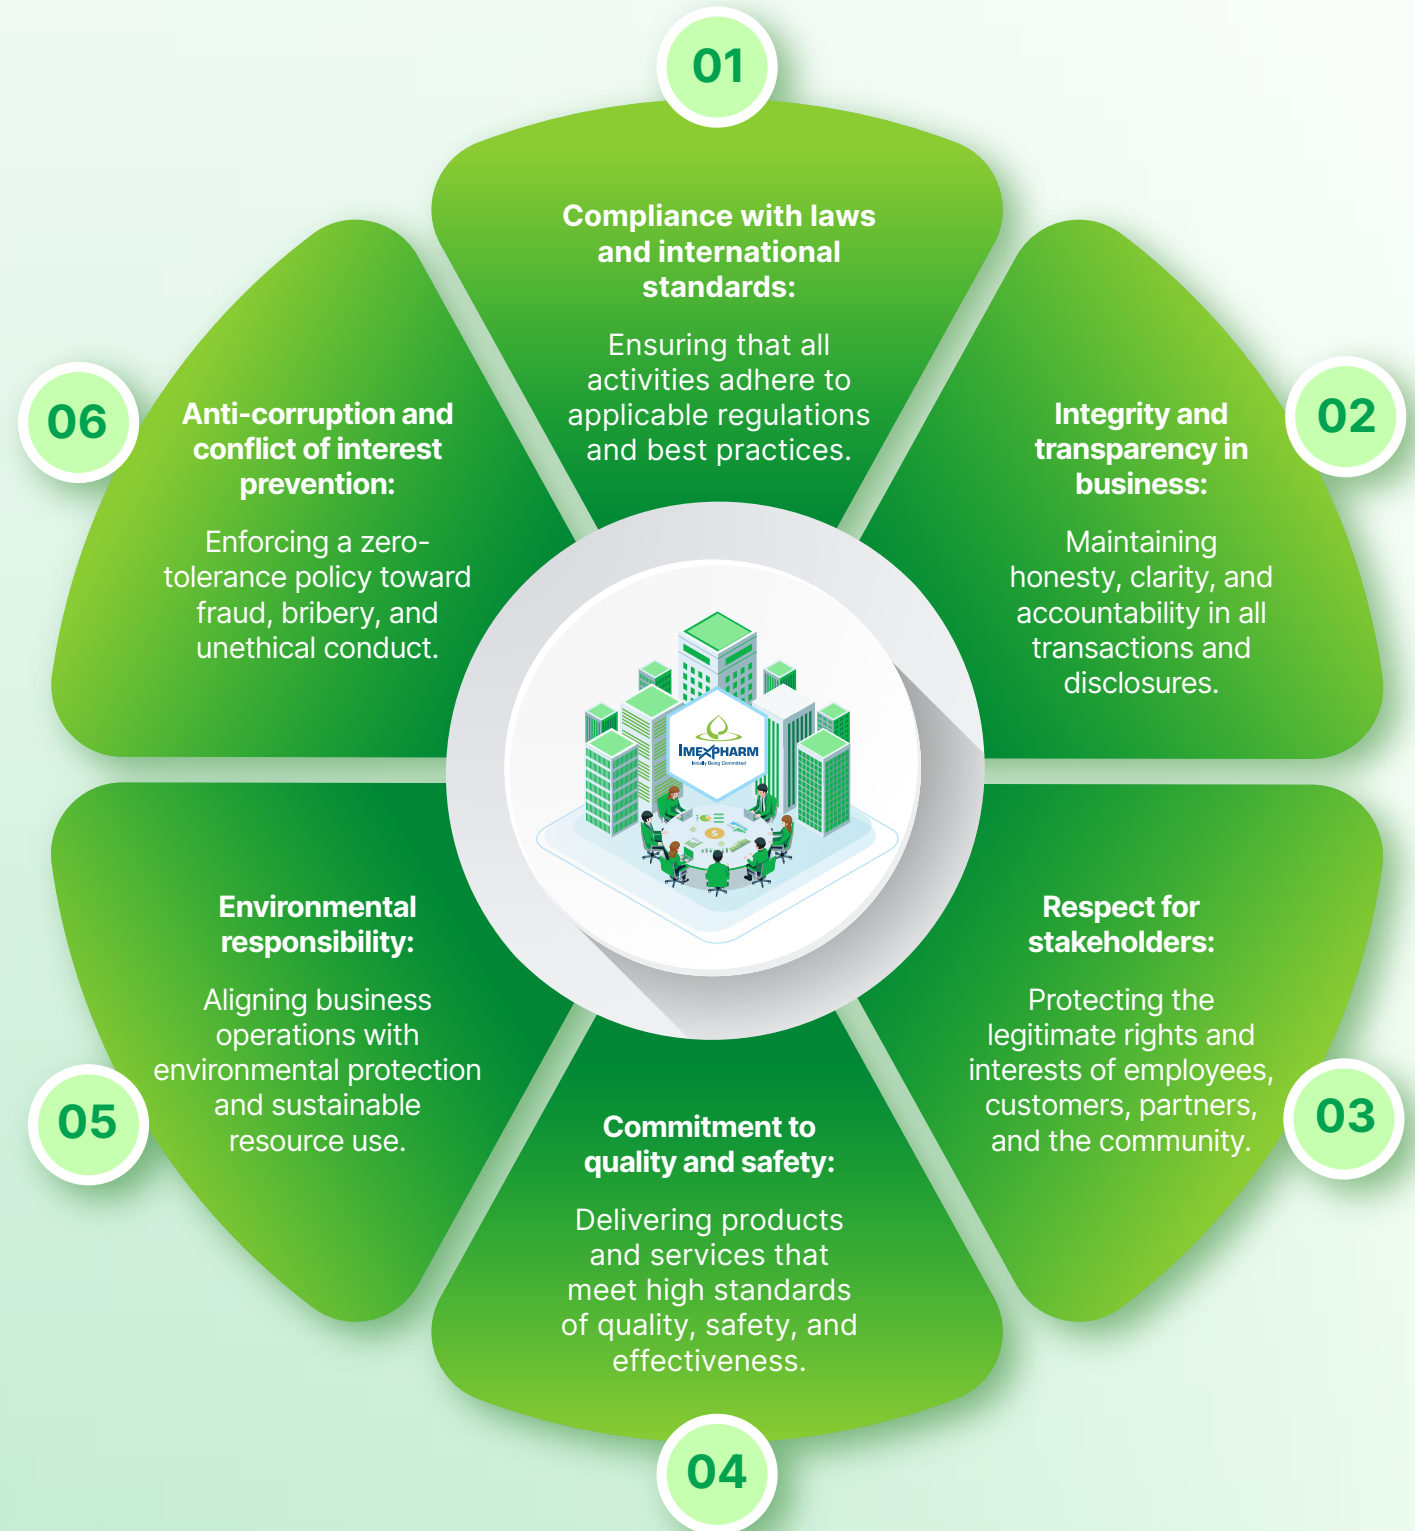 01
Compliance with laws
and international
standards:
Ensuring that all
activities adhere to
applicable regulations
and best practices.
02
Integrity and
transparency in
business:
Maintaining
honesty, clarity, and
accountability in all
transactions and
disclosures.
03
Respect for
stakeholders:
Protecting the
legitimate rights and
interests of employees,
customers, partners,
and the community.
04
Commitment to
quality and safety:
Delivering products
and services that
meet high standards
of quality, safety, and
effectiveness.
05
Environmental
responsibility:
Aligning business
operations with
environmental protection
and sustainable
resource use.
06
Anti-corruption and
conflict of interest
prevention:
Enforcing a zero-
tolerance policy toward
fraud, bribery, and
unethical conduct.
IMEXPHARM
Initially Being Committed
$